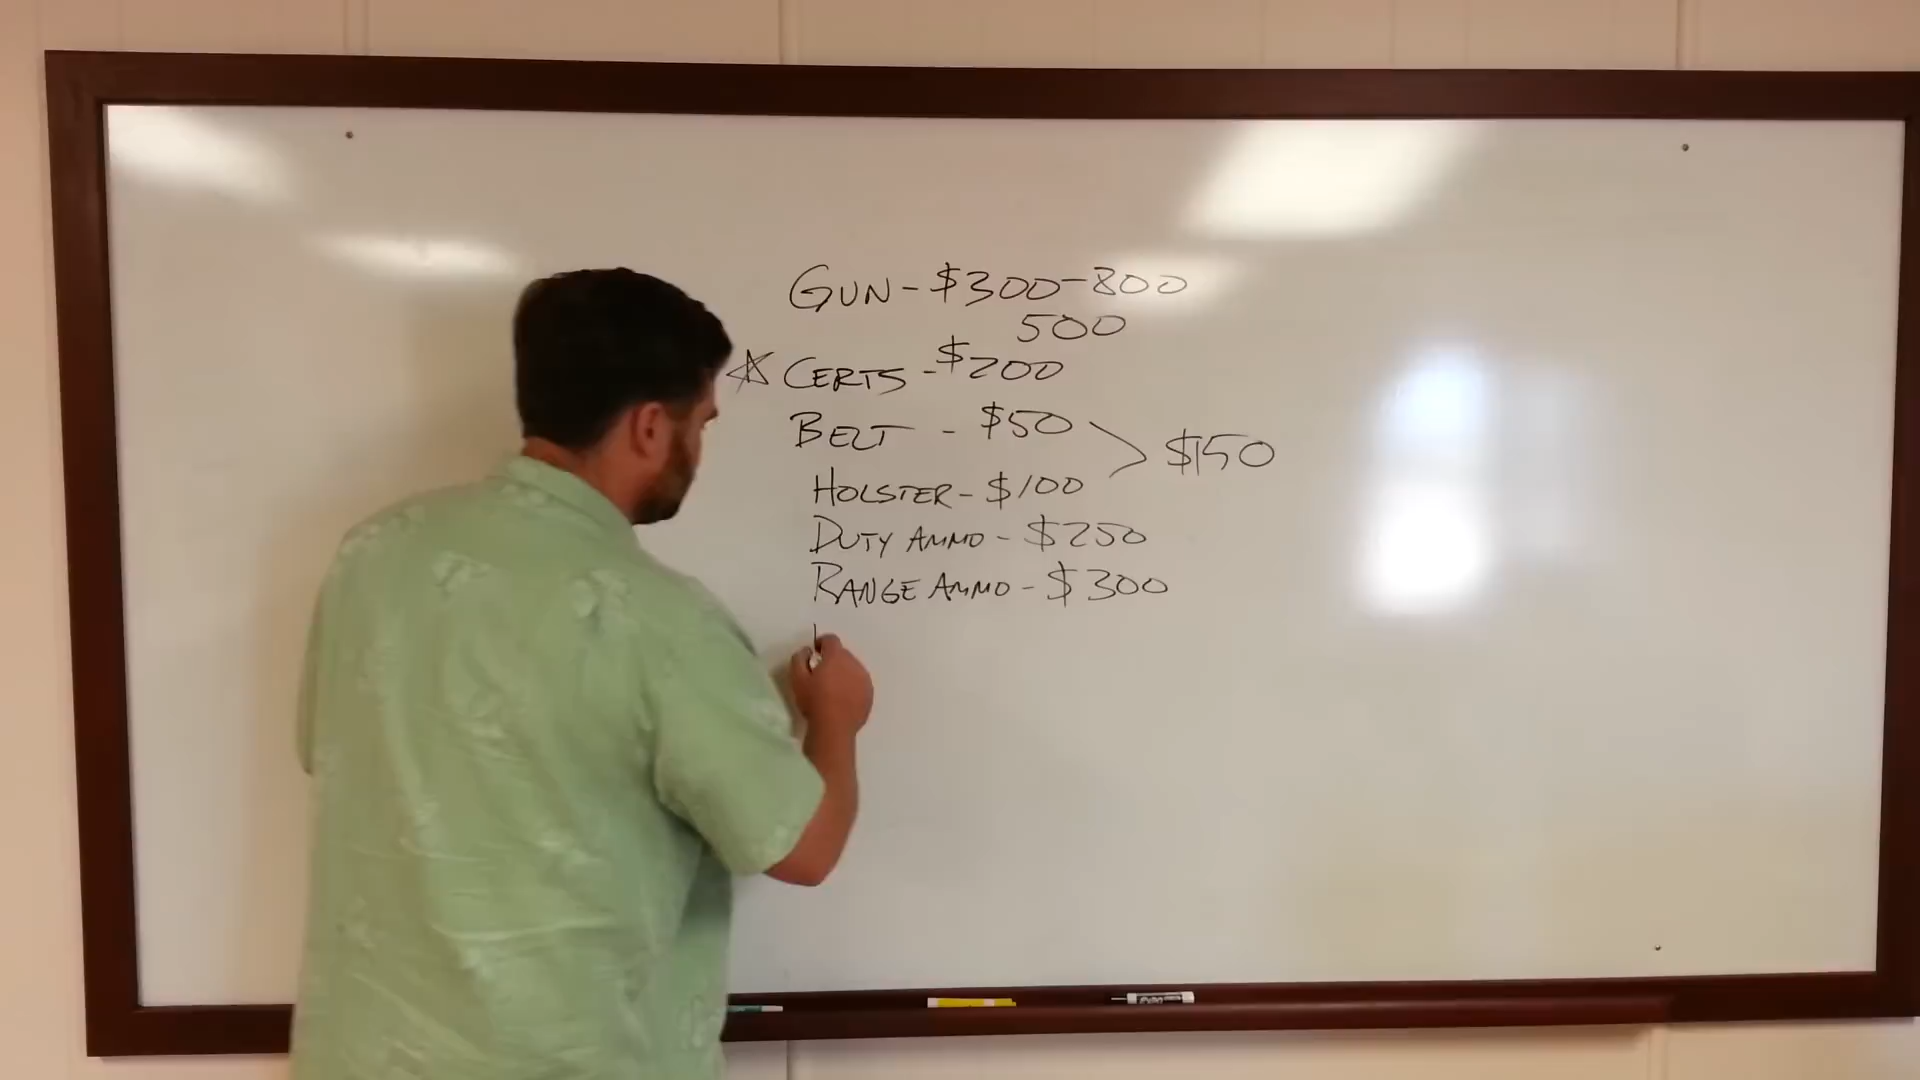 GUN - $300-800
500
☆ CERTS - $200
BELT - $50
$150
HOLSTER - $100
DUTY AMMO - $250
RANGE AMMO - $300